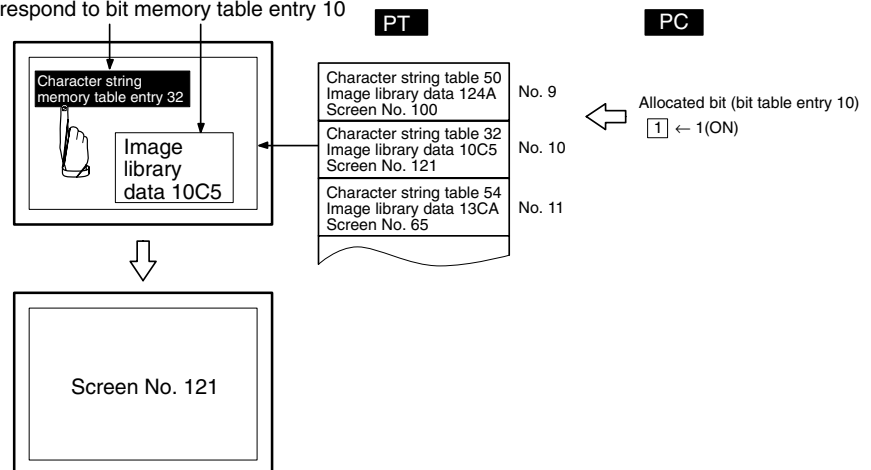 respond to bit memory table entry 10
PT
PC
Character string
memory table entry 32
Image
library
data 10C5
Character string table 50
Image library data 124A
Screen No. 100
No. 9
Character string table 32
Image library data 10C5
Screen No. 121
No. 10
Character string table 54
Image library data 13CA
Screen No. 65
No. 11
Allocated bit (bit table entry 10)
1 ← 1(ON)
Screen No. 121